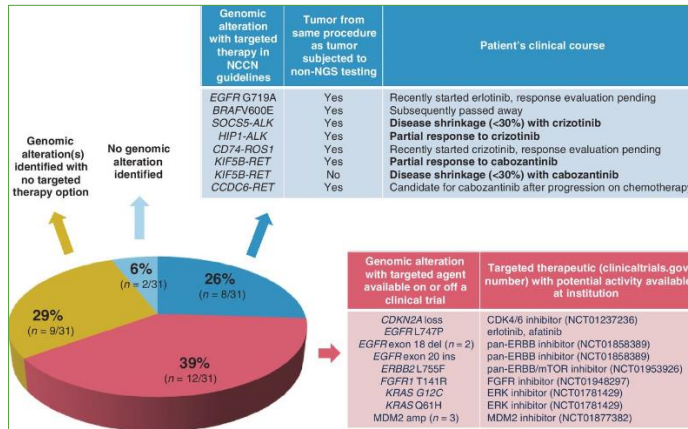 Genomic alteration with targeted therapy in NCCN guidelines
Tumor from same procedure as tumor subjected to non-NGS testing
Patient's clinical course
EGFR G719A Yes Recently started erlotinib, response evaluation pending
BRAFV600E Yes Subsequently passed away
SOCS5-ALK Yes Disease shrinkage (<30%) with crizotinib
HIP1-ALK Yes Partial response to crizotinib
CD74-ROS1 Yes Recently started crizotinib, response evaluation pending
KIF5B-RET Yes Partial response to cabozantinib
KIF5B-RET No Disease shrinkage (<30%) with cabozantinib
CCDC6-RET Yes Candidate for cabozantinib after progression on chemotherapy
Genomic
alteration(s)
identified with
no targeted
therapy option
No genomic
alteration
identified
6%
(n = 2/31)
26%
(n = 8/31)
29%
(n = 9/31)
39%
(n = 12/31)
Genomic alteration with targeted agent available on or off a clinical trial
Targeted therapeutic (clinicaltrials.gov number) with potential activity available at institution
CDKN2A loss CDK4/6 inhibitor (NCT01237236)
EGFR L747P erlotinib, afatinib
EGFR exon 18 del (n = 2) pan-ERBB inhibitor (NCT01858389)
EGFR exon 20 ins pan-ERBB inhibitor (NCT01858389)
ERBB2 L755F pan-ERBB/mTOR inhibitor (NCT01953926)
FGFR1 T141R FGFR inhibitor (NCT01948297)
KRAS G12C ERK inhibitor (NCT01781429)
KRAS Q61H ERK inhibitor (NCT01781429)
MDM2 amp (n = 3) MDM2 inhibitor (NCT01877382)